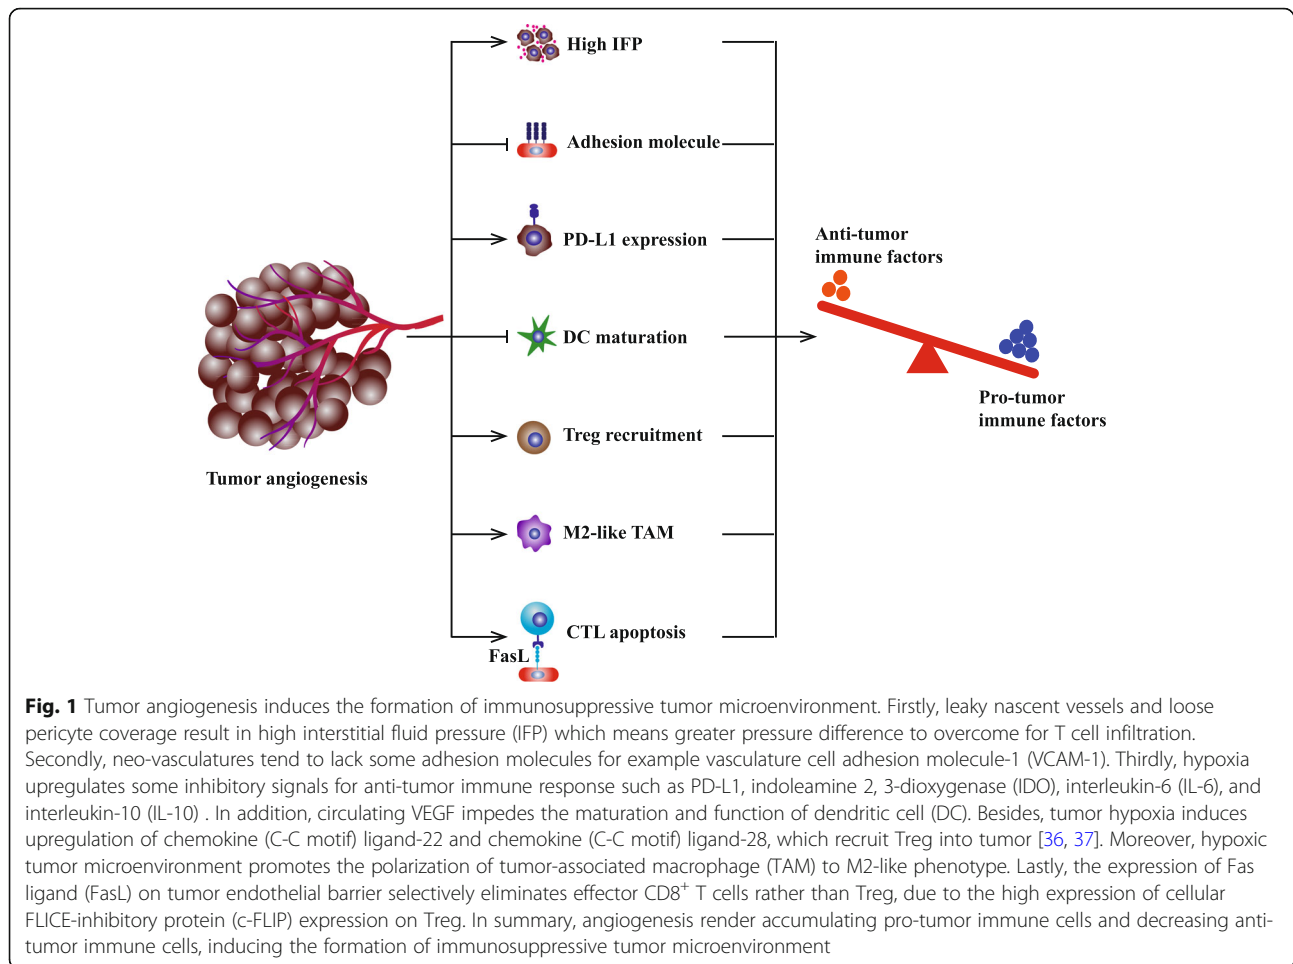 High IFP
Adhesion molecule
PD-L1 expression
Anti-tumor
immune factors
DC maturation
Pro-tumor
immune factors
Treg recruitment
Tumor angiogenesis
M2-like TAM
CTL apoptosis
FasL
Fig. 1 Tumor angiogenesis induces the formation of immunosuppressive tumor microenvironment. Firstly, leaky nascent vessels and loose
pericyte coverage result in high interstitial fluid pressure (IFP) which means greater pressure difference to overcome for T cell infiltration.
Secondly, neo-vasculatures tend to lack some adhesion molecules for example vasculature cell adhesion molecule-1 (VCAM-1). Thirdly, hypoxia
upregulates some inhibitory signals for anti-tumor immune response such as PD-L1, indoleamine 2, 3-dioxygenase (IDO), interleukin-6 (IL-6), and
interleukin-10 (IL-10) . In addition, circulating VEGF impedes the maturation and function of dendritic cell (DC). Besides, tumor hypoxia induces
upregulation of chemokine (C-C motif) ligand-22 and chemokine (C-C motif) ligand-28, which recruit Treg into tumor [36, 37]. Moreover, hypoxic
tumor microenvironment promotes the polarization of tumor-associated macrophage (TAM) to M2-like phenotype. Lastly, the expression of Fas
ligand (FasL) on tumor endothelial barrier selectively eliminates effector CD8+ T cells rather than Treg, due to the high expression of cellular
FLICE-inhibitory protein (c-FLIP) expression on Treg. In summary, angiogenesis render accumulating pro-tumor immune cells and decreasing anti-
tumor immune cells, inducing the formation of immunosuppressive tumor microenvironment